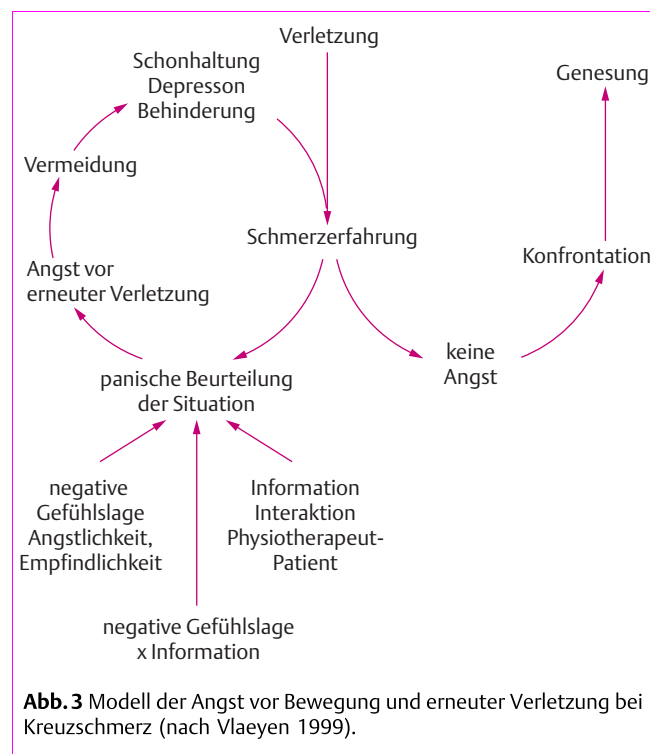 Verletzung
Schonhaltung
Depresson
Behinderung
Genesung
Vermeidung
Schmerzerfahrung
Konfrontation
Angst vor
erneuter Verletzung
keine
Angst
panische Beurteilung
der Situation
negative
Gefühlslage
Angstlichkeit,
Empfindlichkeit
Information
Interaktion
Physiotherapeut-
Patient
negative Gefühlslage
x Information
Abb. 3 Modell der Angst vor Bewegung und erneuter Verletzung bei
Kreuzschmerz (nach Vlaeyen 1999).